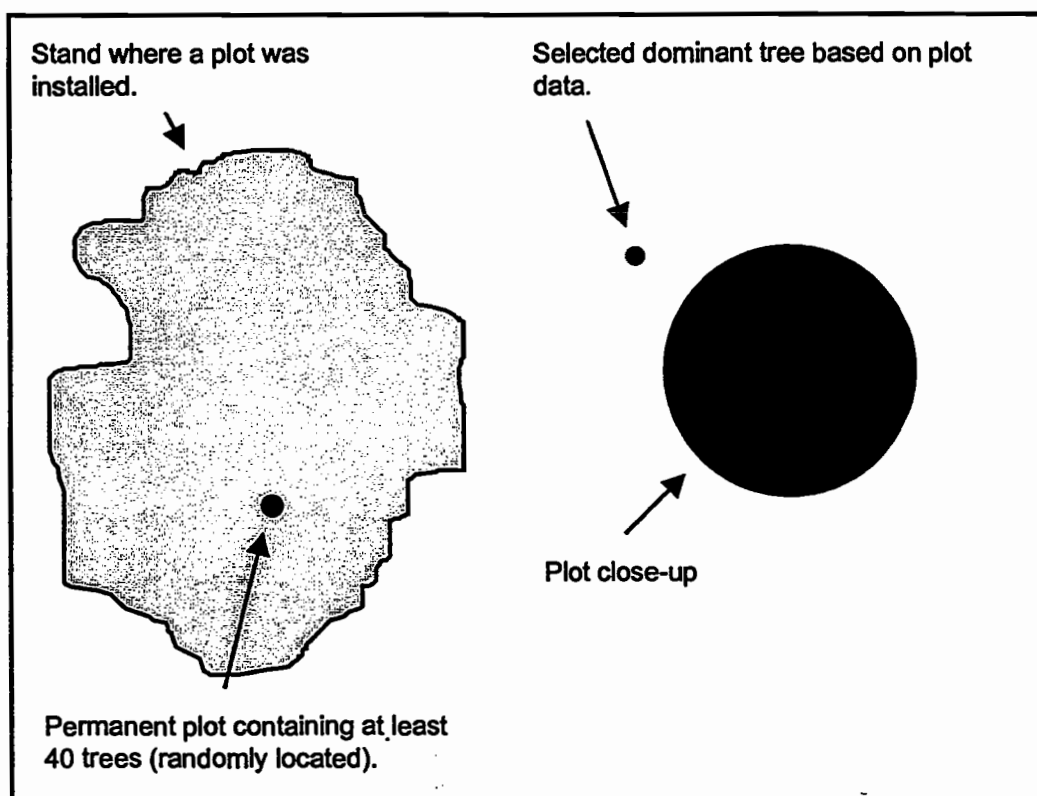 Stand where a plot was
installed.
Selected dominant tree based on plot
data.
Plot close-up
Permanent plot containing at least
40 trees (randomly located).